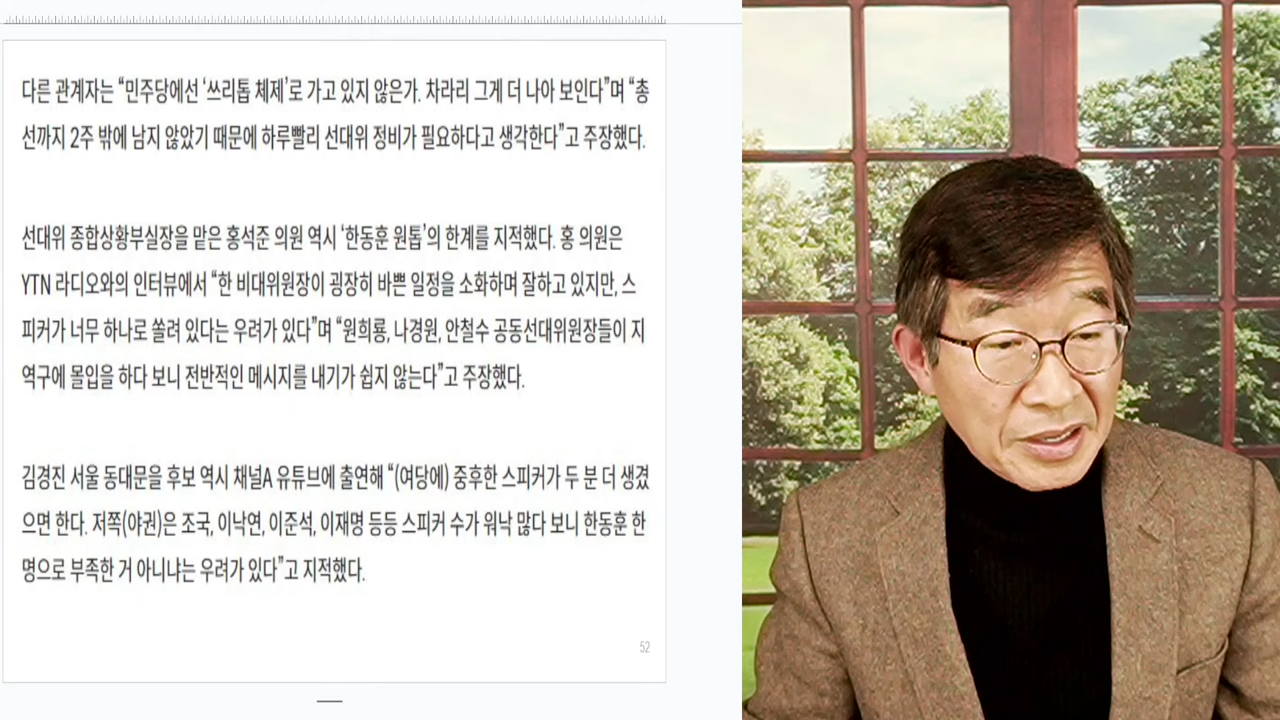 다른 관계자는 “민주당에선 ‘쓰리톱 체제’로 가고 있지 않은가. 차라리 그게 더 나아 보인다”며 “총
선까지 2주 밖에 남지 않았기 때문에 하루빨리 선대위 정비가 필요하다고 생각한다”고 주장했다.
선대위 종합상황부실장을 맡은 홍석준 의원 역시 ‘한동훈 원톱’의 한계를 지적했다. 홍 의원은
YTN 라디오와의 인터뷰에서 “한 비대위원장이 굉장히 바쁜 일정을 소화하며 잘하고 있지만, 스
피커가 너무 하나로 쏠려 있다는 우려가 있다”며 “원희룡, 나경원, 안철수 공동선대위원장들이 지
역구에 몰입을 하다 보니 전반적인 메시지를 내기가 쉽지 않는다”고 주장했다.
김경진 서울 동대문을 후보 역시 채널A 유튜브에 출연해 “(여당에) 중후한 스피커가 두 분 더 생겼
으면 한다. 저쪽(야권)은 조국, 이낙연, 이준석, 이재명 등등 스피커 수가 워낙 많다 보니 한동훈 한
명으로 부족한 거 아니냐는 우려가 있다”고 지적했다.
52